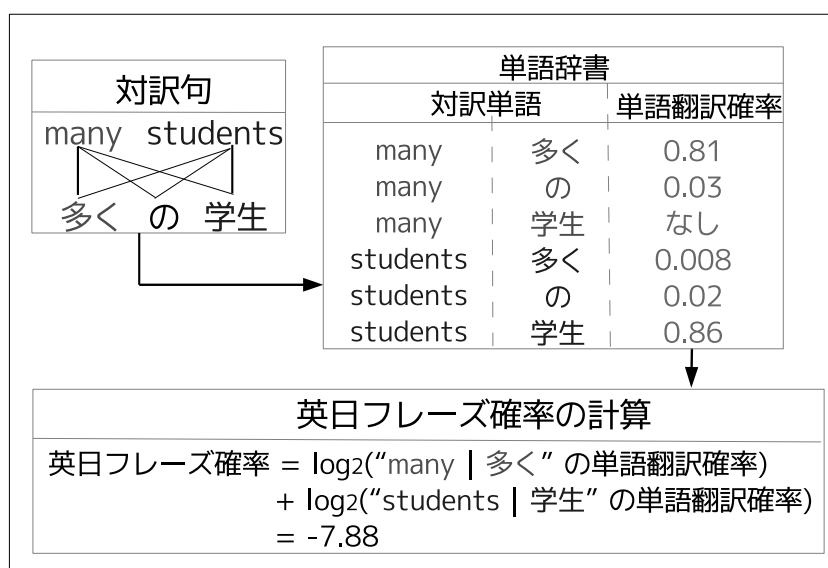 対訳句
many students
多く の 学生
単語辞書
対訳単語 単語翻訳確率
many 多く 0.81
many の 0.03
many 学生 なし
students 多く 0.008
students の 0.02
students 学生 0.86
英日フレーズ確率の計算
英日フレーズ確率 = log2(“many | 多く” の単語翻訳確率)
+ log2(“students | 学生” の単語翻訳確率)
= -7.88